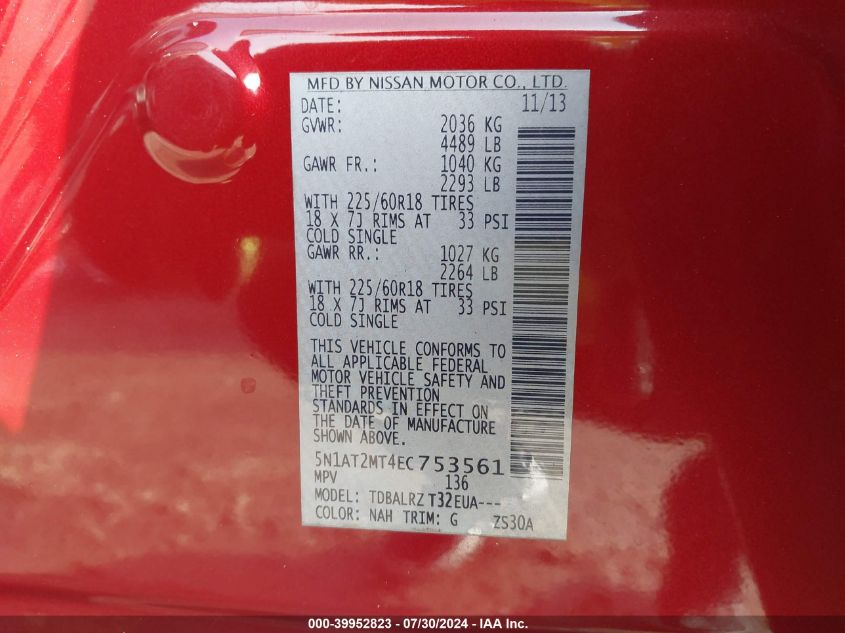 MFD BY NISSAN MOTOR CO., LTD.
DATE: 11/13
GVWR: 2036 KG
4489 LB
GAWR FR.: 1040 KG
2293 LB
WITH 225/60R18 TIRES
18 X 7J RIMS AT 33 PSI
COLD SINGLE
GAWR RR.: 1027 KG
2264 LB
WITH 225/60R18 TIRES
18 X 7J RIMS AT 33 PSI
COLD SINGLE
THIS VEHICLE CONFORMS TO
ALL APPLICABLE FEDERAL
MOTOR VEHICLE SAFETY AND
THEFT PREVENTION
STANDARDS IN EFFECT ON
THE DATE OF MANUFACTURE
SHOWN ABOVE.
5N1AT2MT4EC753561
MPV 136
MODEL: TDBALRZ T32EUA---
COLOR: NAH TRIM: G ZS30A
000-39952823 / 07/30/2024 - IAA Inc.